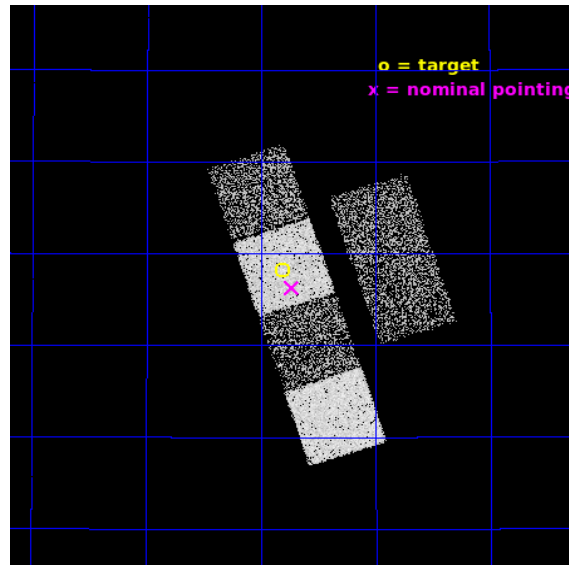 o = target
x = nominal pointing